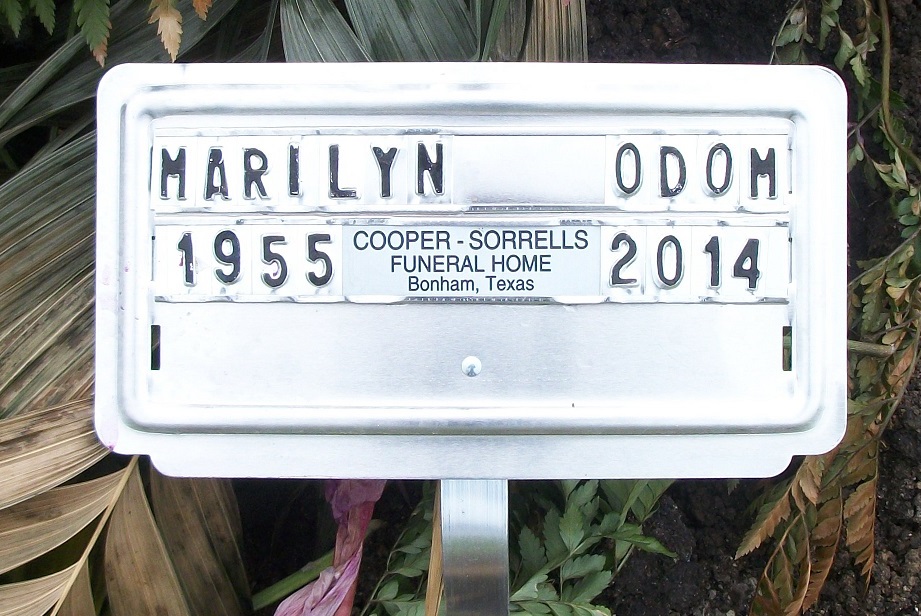 MARILYN ODOM
1955 COOPER - SORRELLS 2014
FUNERAL HOME
Bonham, Texas